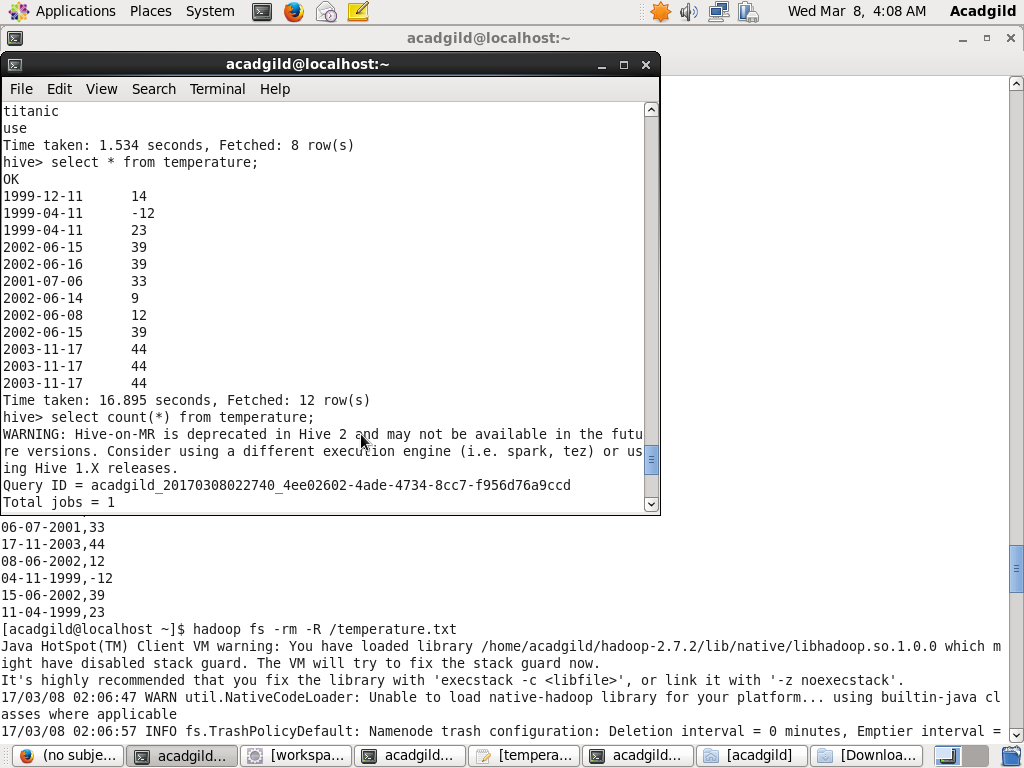 Applications Places System Wed Mar 8, 4:08 AM Acadgild
acadgild@localhost:~
acadgild@localhost:~
File Edit View Search Terminal Help
titanic
use
Time taken: 1.534 seconds, Fetched: 8 row(s)
hive> select * from temperature;
OK
1999-12-11 14
1999-04-11 -12
1999-04-11 23
2002-06-15 39
2002-06-16 39
2001-07-06 33
2002-06-14 9
2002-06-08 12
2002-06-15 39
2003-11-17 44
2003-11-17 44
2003-11-17 44
Time taken: 16.895 seconds, Fetched: 12 row(s)
hive> select count(*) from temperature;
WARNING: Hive-on-MR is deprecated in Hive 2 and may not be available in the futu
re versions. Consider using a different execution engine (i.e. spark, tez) or us
ing Hive 1.X releases.
Query ID = acadgild_20170308022740_4ee02602-4ade-4734-8cc7-f956d76a9ccd
Total jobs = 1
06-07-2001,33
17-11-2003,44
08-06-2002,12
04-11-1999,-12
15-06-2002,39
11-04-1999,23
[acadgild@localhost ~]$ hadoop fs -rm -R /temperature.txt
Java HotSpot(TM) Client VM warning: You have loaded library /home/acadgild/hadoop-2.7.2/lib/native/libhadoop.so.1.0.0 which m
ight have disabled stack guard. The VM will try to fix the stack guard now.
It's highly recommended that you fix the library with 'execstack -c <libfile>', or link it with '-z noexecstack'.
17/03/08 02:06:47 WARN util.NativeCodeLoader: Unable to load native-hadoop library for your platform... using builtin-java cl
asses where applicable
17/03/08 02:06:57 INFO fs.TrashPolicyDefault: Namenode trash configuration: Deletion interval = 0 minutes, Emptier interval =
(no subje... acadgild... [workspa... acadgild... [tempera... acadgild... [acadgild] [Downloa...